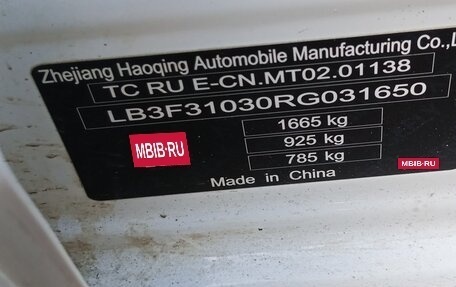 Zhejiang Haoqing Automobile Manufacturing Co.,L
TC RU E-CN.MT02.01138
LB3F31030RG031650
1665 kg
925 kg
785 kg
MBIB·RU
MBIB·RU
Made in China